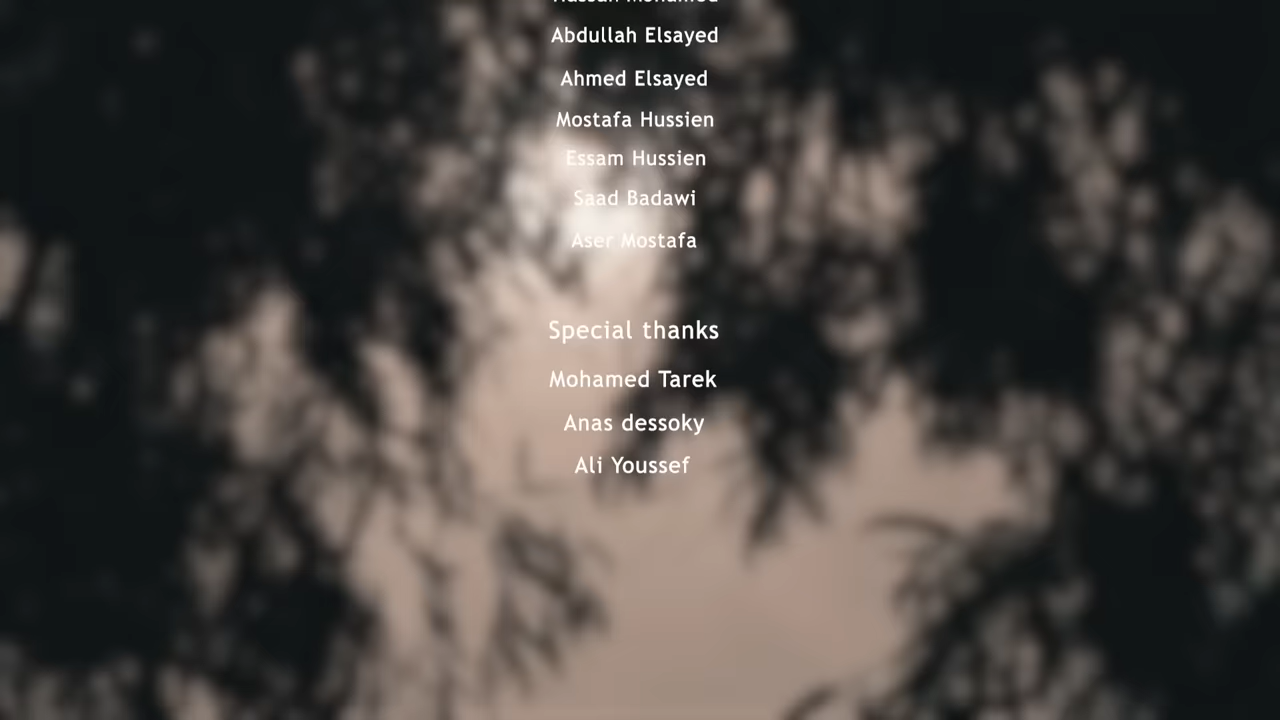 Abdullah Elsayed
Ahmed Elsayed
Mostafa Hussien
Essam Hussien
Saad Badawi
Aser Mostafa
Special thanks
Mohamed Tarek
Anas dessoky
Ali Youssef